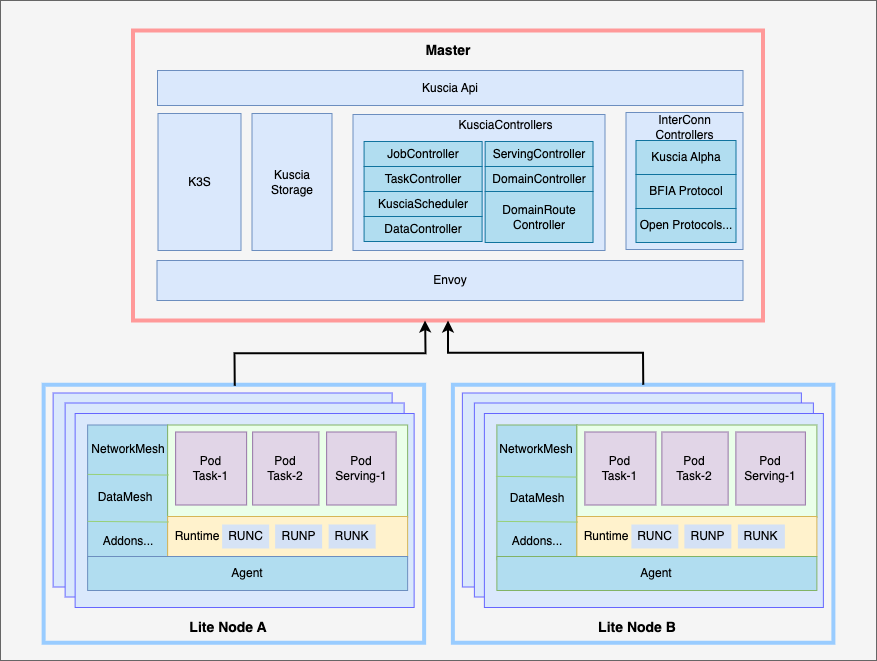 Master
Kuscia Api
K3S
Kuscia
Storage
KusciaControllers
JobController
TaskController
KusciaScheduler
DataController
ServingController
DomainController
DomainRoute
Controller
InterConn
Controllers
Kuscia Alpha
BFIA Protocol
Open Protocols...
Envoy
NetworkMesh
DataMesh
Addons...
Pod
Task-1
Pod
Task-2
Pod
Serving-1
Runtime
RUNC
RUNP
RUNK
Agent
Lite Node A
NetworkMesh
DataMesh
Addons...
Pod
Task-1
Pod
Task-2
Pod
Serving-1
Runtime
RUNC
RUNP
RUNK
Agent
Lite Node B